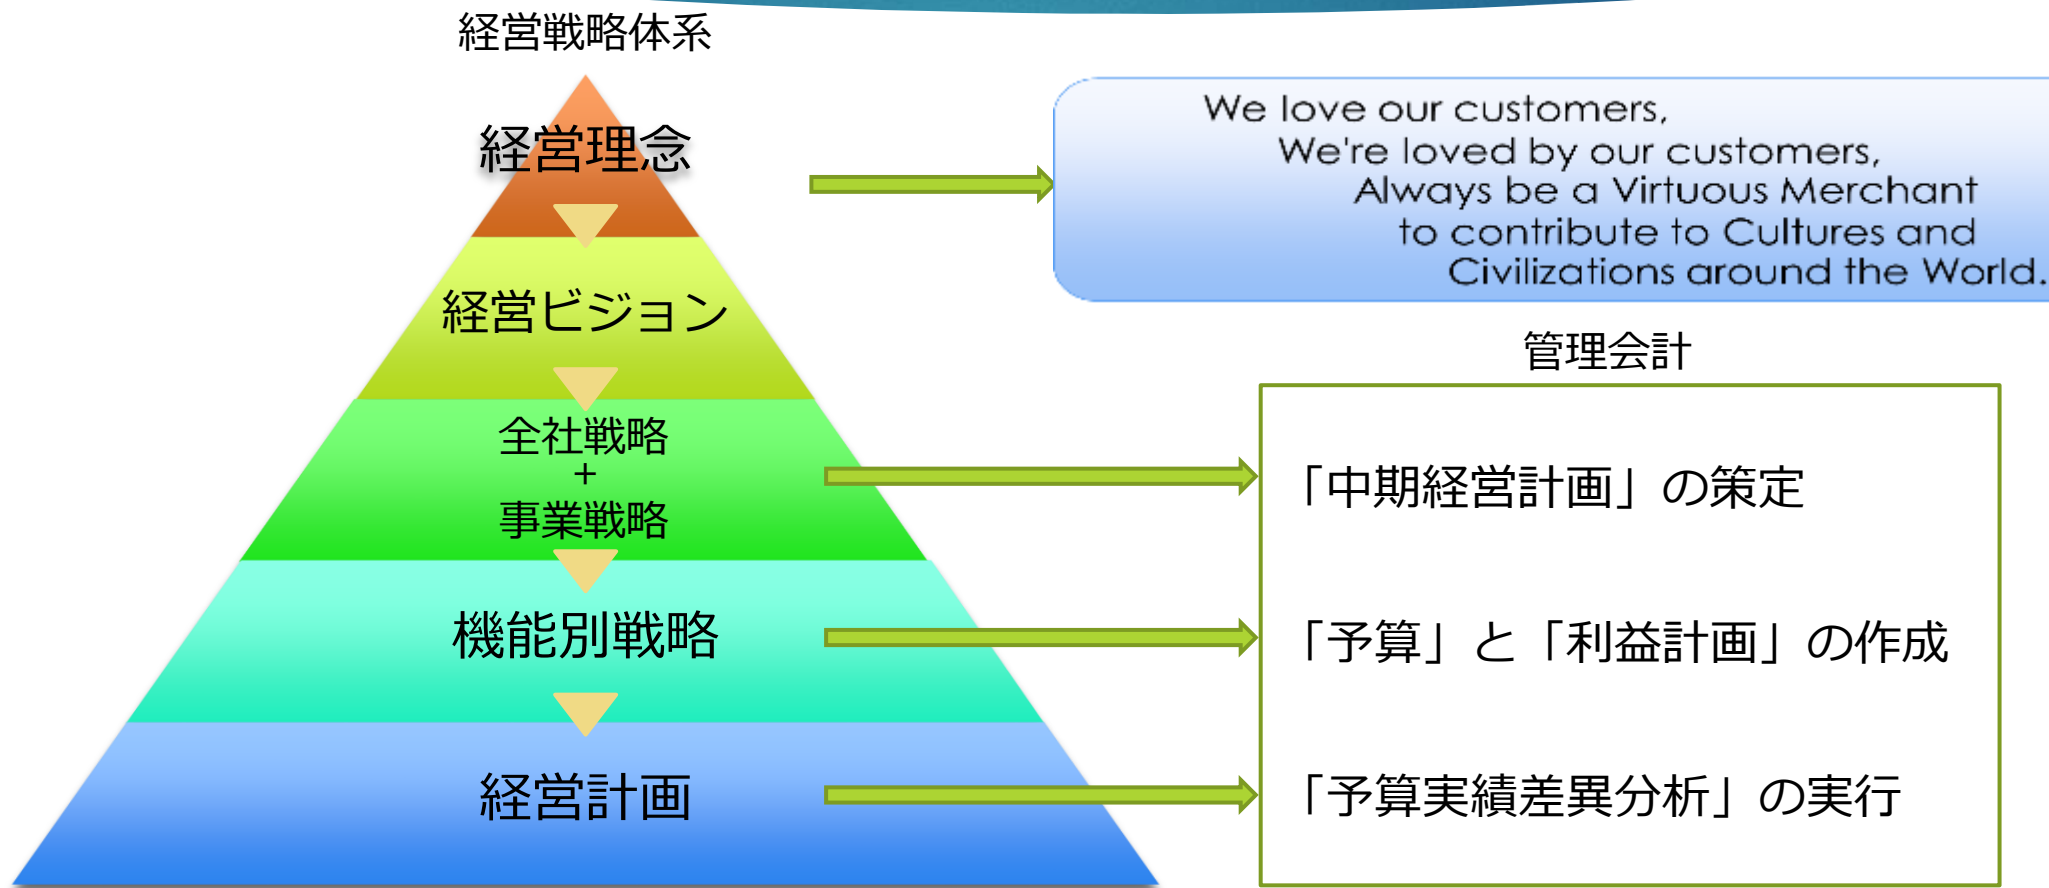 経営戦略体系
経営理念
経営ビジョン
全社戦略
+
事業戦略
機能別戦略
経営計画
We love our customers,
We're loved by our customers,
Always be a Virtuous Merchant
to contribute to Cultures and
Civilizations around the World.
管理会計
「中期経営計画」の策定
「予算」と「利益計画」の作成
「予算実績差異分析」の実行